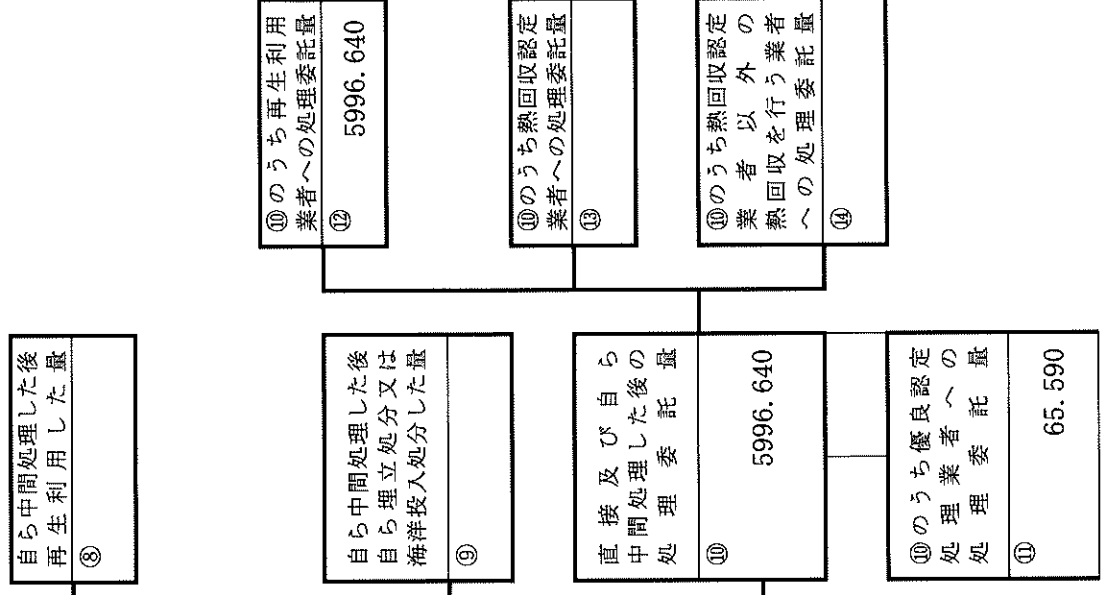 自ら中間処理した後
再生利用した量
⑧
自ら中間処理した後
自ら埋立処分又は
海洋投入処分した量
⑨
直接及び自ら
中間処理した後の
処理委託量
⑩
5996.640
⑩のうち優良認定
処理業者への
処理委託量
⑪
65.590
⑩のうち再生利用
業者への処理委託量
⑫
5996.640
⑩のうち熱回収認定
業者への処理委託量
⑬
⑩のうち熱回収認定
業者以外の
熱回収を行う業者
への処理委託量
⑭